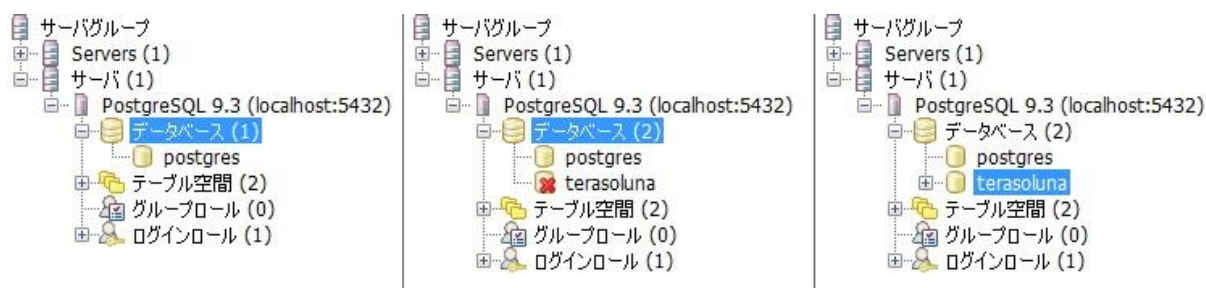 サーバグループ
Servers (1)
サーバ (1)
PostgreSQL 9.3 (localhost:5432)
データベース (1)
postgres
テーブル空間 (2)
グループロール (0)
ログインロール (1)
サーバグループ
Servers (1)
サーバ (1)
PostgreSQL 9.3 (localhost:5432)
データベース (2)
postgres
terasoluna
テーブル空間 (2)
グループロール (0)
ログインロール (1)
サーバグループ
Servers (1)
サーバ (1)
PostgreSQL 9.3 (localhost:5432)
データベース (2)
postgres
terasoluna
テーブル空間 (2)
グループロール (0)
ログインロール (1)